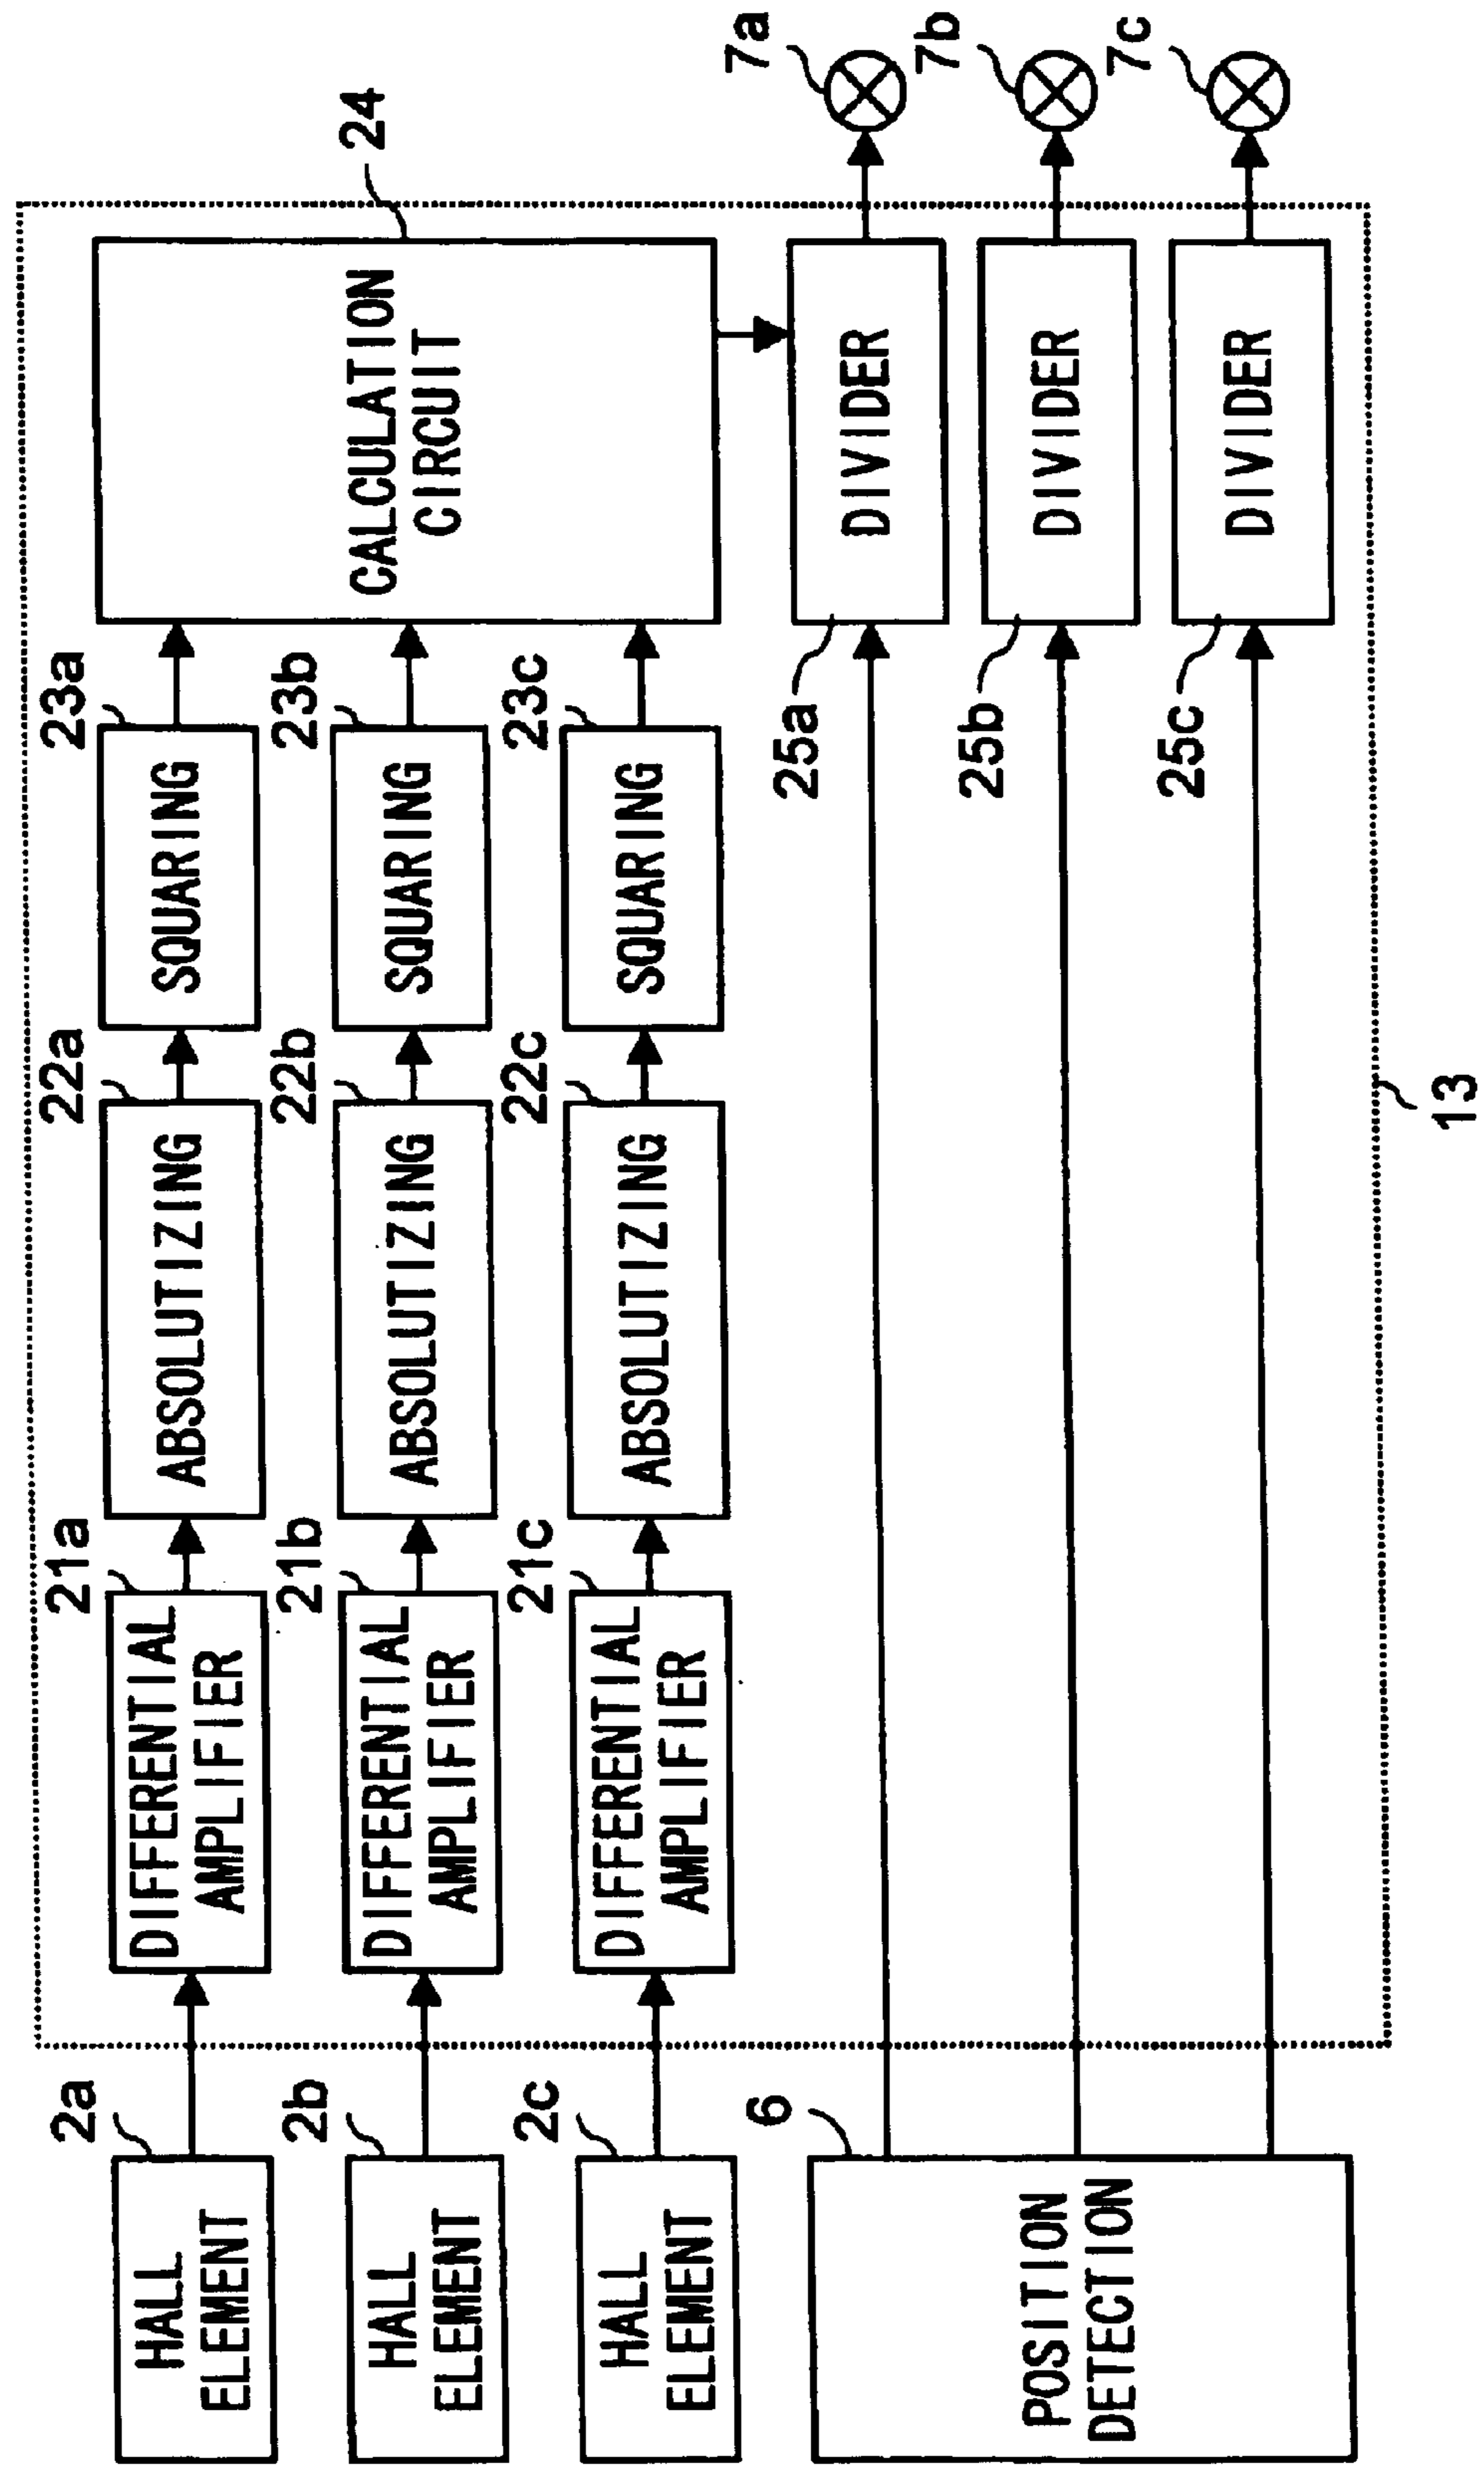 2a
HALL
ELEMENT
21a
DIFFERENTIAL
AMPLIFIER
22a
ABSOLUTIZING
23a
SQUARING
24
CALCULATION
CIRCUIT
2b
HALL
ELEMENT
21b
DIFFERENTIAL
AMPLIFIER
22b
ABSOLUTIZING
23b
SQUARING
2c
HALL
ELEMENT
21c
DIFFERENTIAL
AMPLIFIER
22c
ABSOLUTIZING
23c
SQUARING
6
POSITION
DETECTION
25a
DIVIDER
7a
25b
DIVIDER
7b
25c
DIVIDER
7c
13